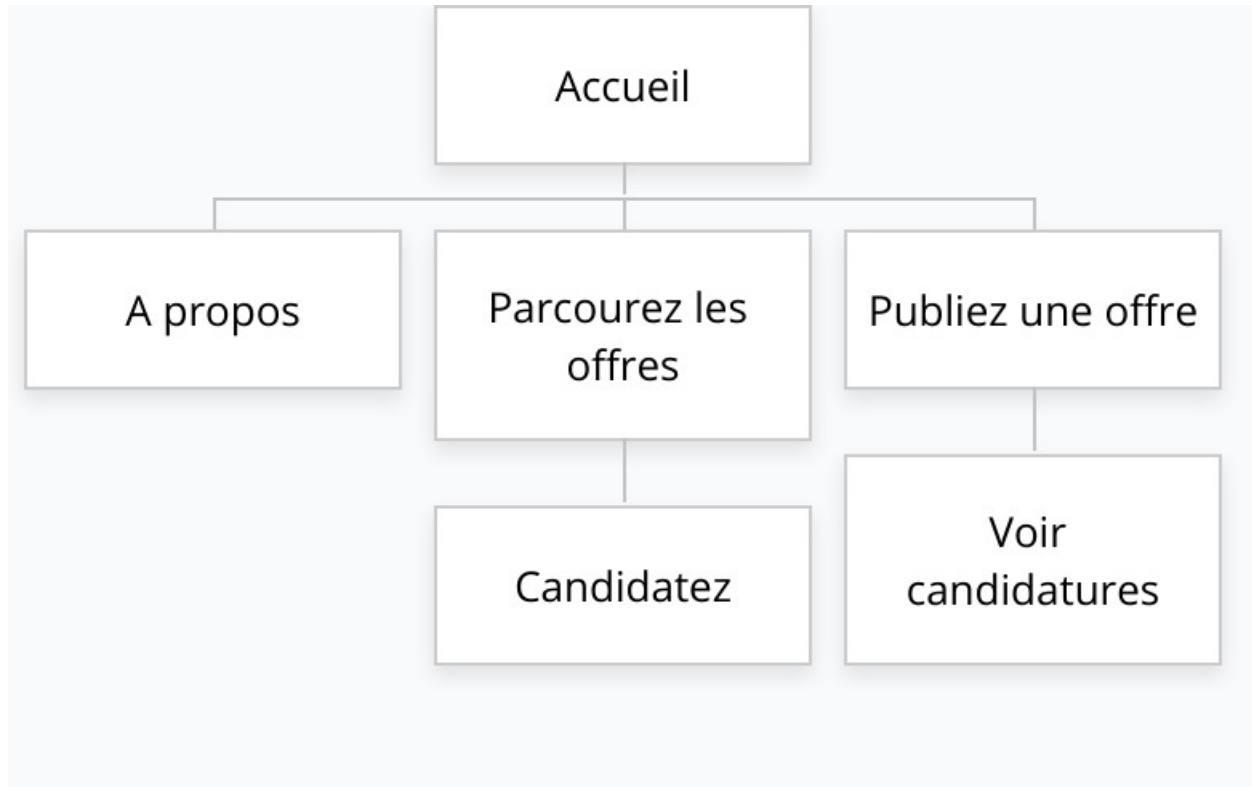 Accueil
A propos
Parcourez les
offres
Publiez une offre
Candidatez
Voir
candidatures